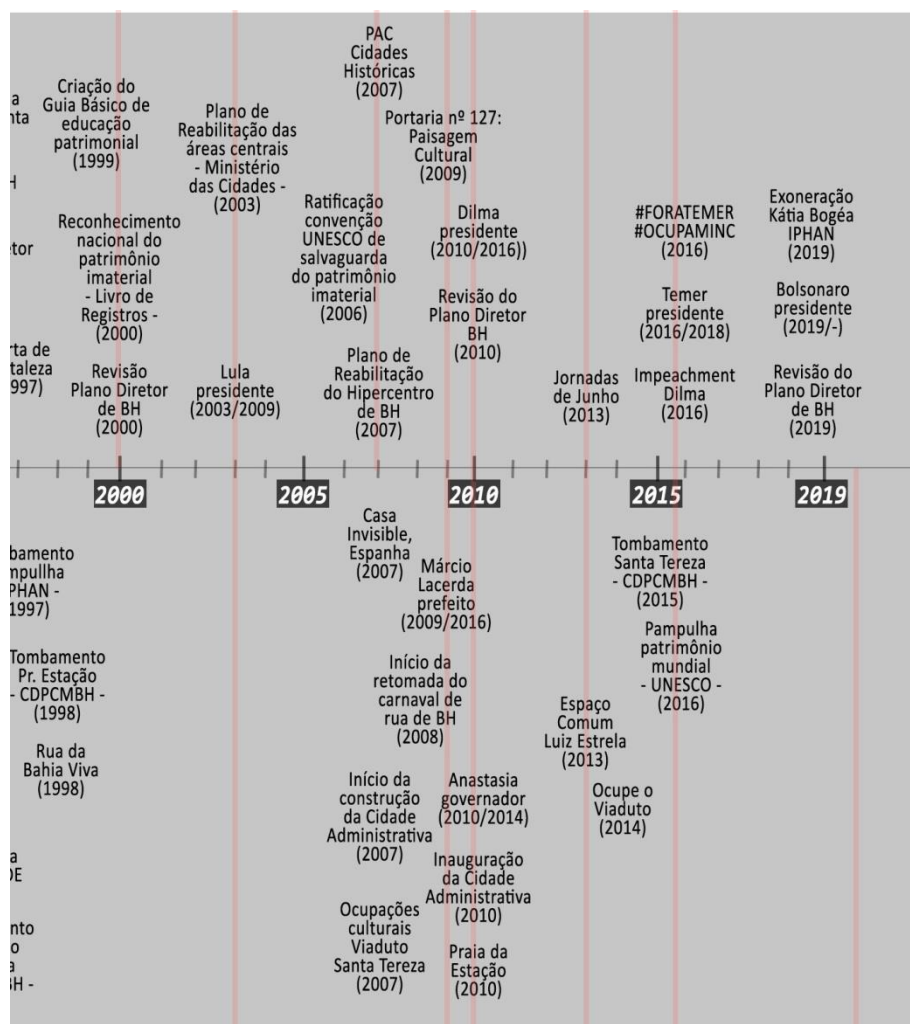 Criação do
Guia Básico de
educação
patrimonial
(1999)
Reconhecimento
nacional do
patrimônio
imaterial
- Livro de
Registros -
(2000)
Revisão
Plano Diretor
de BH
(2000)
Plano de
Reabilitação das
áreas centrais
- Ministério
das Cidades -
(2003)
Lula
presidente
(2003/2009)
PAC
Cidades
Históricas
(2007)
Ratificação
convenção
UNESCO de
salvaguarda
do patrimônio
imaterial
(2006)
Plano de
Reabilitação
do Hipercentro
de BH
(2007)
Portaria nº 127:
Paisagem
Cultural
(2009)
Dilma
presidente
(2010/2016))
Revisão do
Plano Diretor
BH
(2010)
Jornadas
de Junho
(2013)
#FORATEMER
#OCUPAMINC
(2016)
Temer
presidente
(2016/2018)
Impeachment
Dilma
(2016)
Exoneração
Kátia Bogéa
IPHAN
(2019)
Bolsonaro
presidente
(2019/-)
Revisão do
Plano Diretor
de BH
(2019)
2000
2005
2010
2015
2019
Tombamento
Pr. Estação
- CDPCMBH -
(1998)
Rua da
Bahia Viva
(1998)
Casa
Invisible,
Espanha
(2007)
Márcio
Lacerda
prefeito
(2009/2016)
Início da
retomada do
carnaval de
rua de BH
(2008)
Início da
construção
da Cidade
Administrativa
(2007)
Ocupações
culturais
Viaduto
Santa Tereza
(2007)
Anastasia
governador
(2010/2014)
Inauguração
da Cidade
Administrativa
(2010)
Praia da
Estação
(2010)
Espaço
Comum
Luiz Estrela
(2013)
Ocupe o
Viaduto
(2014)
Tombamento
Santa Tereza
- CDPCMBH -
(2015)
Pampulha
patrimônio
mundial
- UNESCO -
(2016)